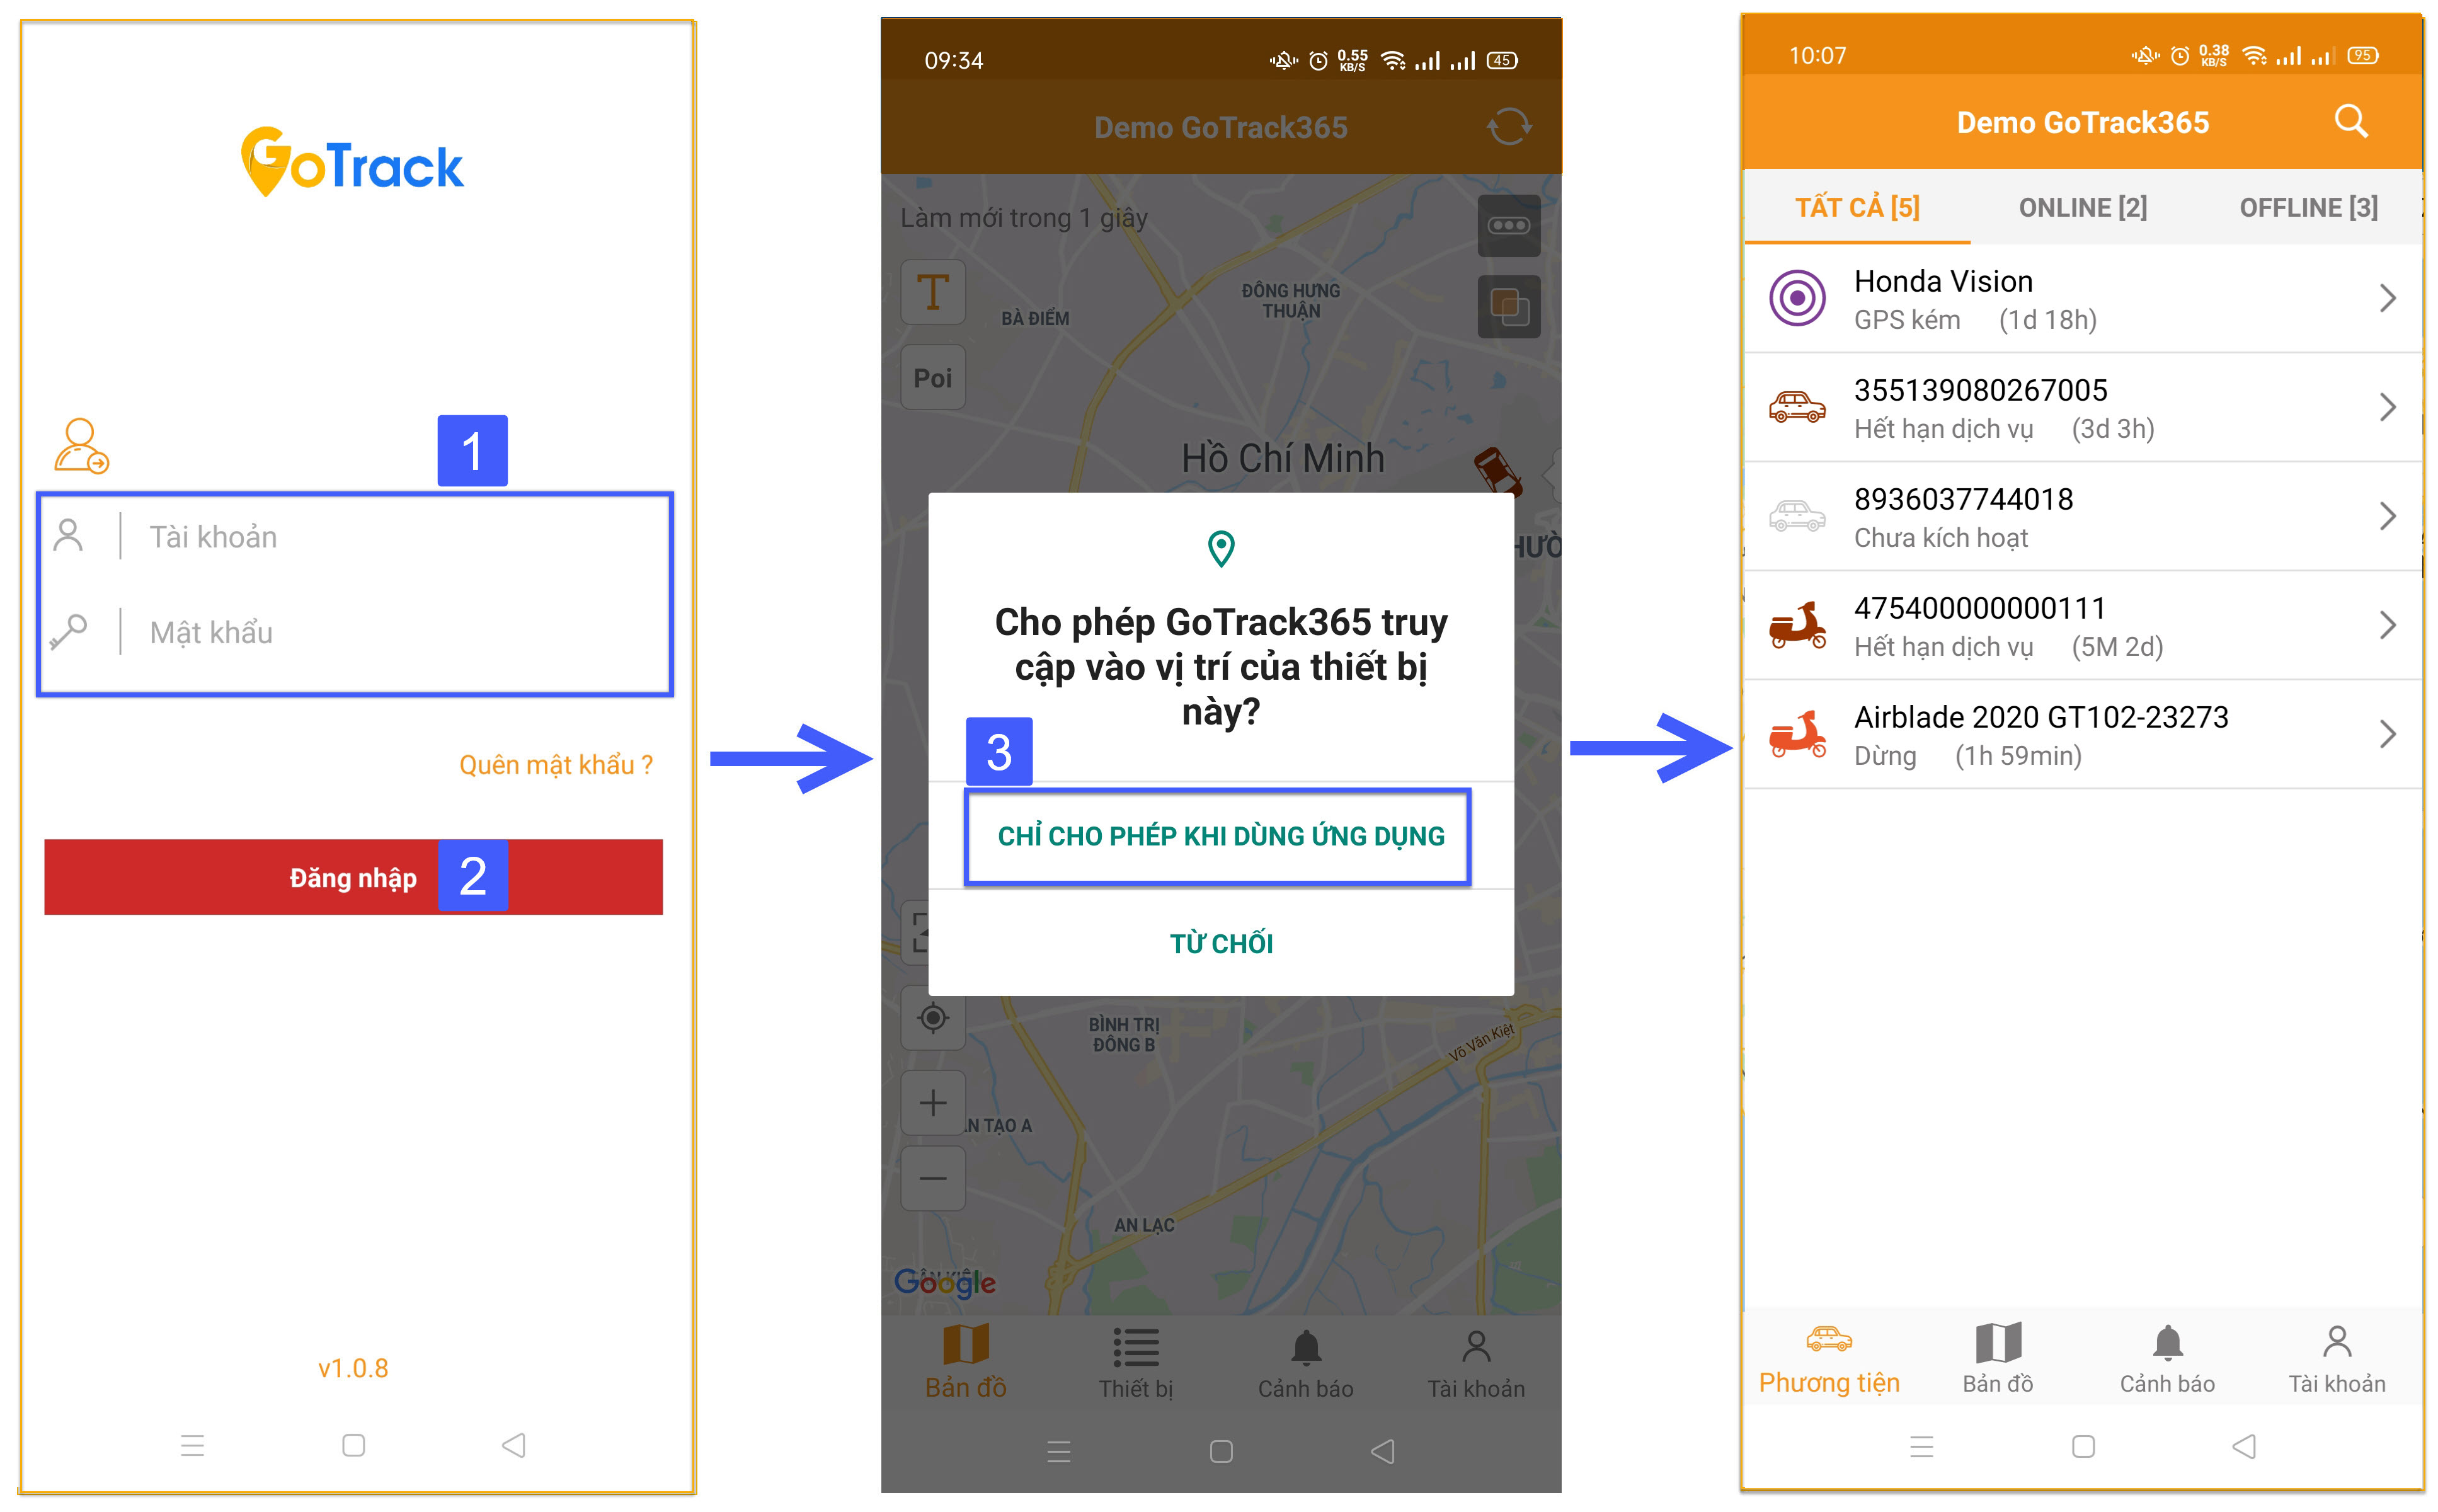 GoTrack
1
Tài khoản
Mật khẩu
Quên mật khẩu ?
Đăng nhập
2
v1.0.8
09:34
0.55
KB/S
45
Demo GoTrack365
Làm mới trong 1 giây
T
ĐÔNG HƯNG
THUẬN
BÀ ĐIỂM
Poi
Hồ Chí Minh
Cho phép GoTrack365 truy
cập vào vị trí của thiết bị
này?
3
CHỈ CHO PHÉP KHI DÙNG ỨNG DỤNG
TỪ CHỐI
BÌNH TRỊ
ĐÔNG B
Võ Văn Kiệt
N TẠO A
AN LẠC
Google
Bản đồ
Thiết bị
Cảnh báo
Tài khoản
10:07
0.38
KB/S
95
Demo GoTrack365
TẤT CẢ [5]
ONLINE [2]
OFFLINE [3]
Honda Vision
GPS kém (1d 18h)
355139080267005
Hết hạn dịch vụ (3d 3h)
8936037744018
Chưa kích hoạt
475400000000111
Hết hạn dịch vụ (5M 2d)
Airblade 2020 GT102-23273
Dừng (1h 59min)
Phương tiện
Bản đồ
Cảnh báo
Tài khoản